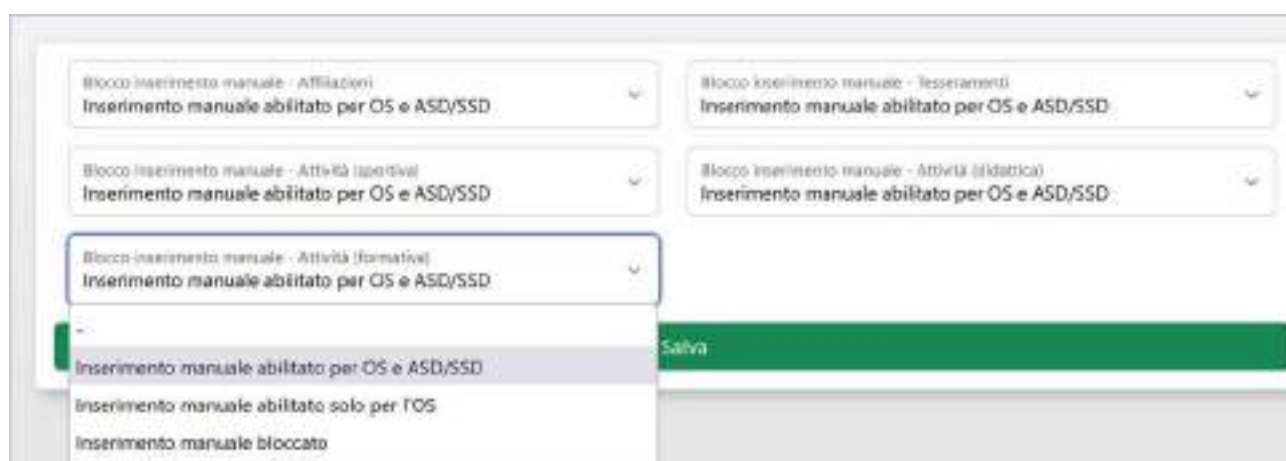 Blocco inserimento manuale - Affiliazioni
Inserimento manuale abilitato per OS e ASD/SSD
Blocco inserimento manuale - Tesseramenti
Inserimento manuale abilitato per OS e ASD/SSD
Blocco inserimento manuale - Attività (sportiva)
Inserimento manuale abilitato per OS e ASD/SSD
Blocco inserimento manuale - Attività (didattica)
Inserimento manuale abilitato per OS e ASD/SSD
Blocco inserimento manuale - Attività (formativa)
Inserimento manuale abilitato per OS e ASD/SSD
-
Salva
Inserimento manuale abilitato per OS e ASD/SSD
Inserimento manuale abilitato solo per l'OS
Inserimento manuale bloccato